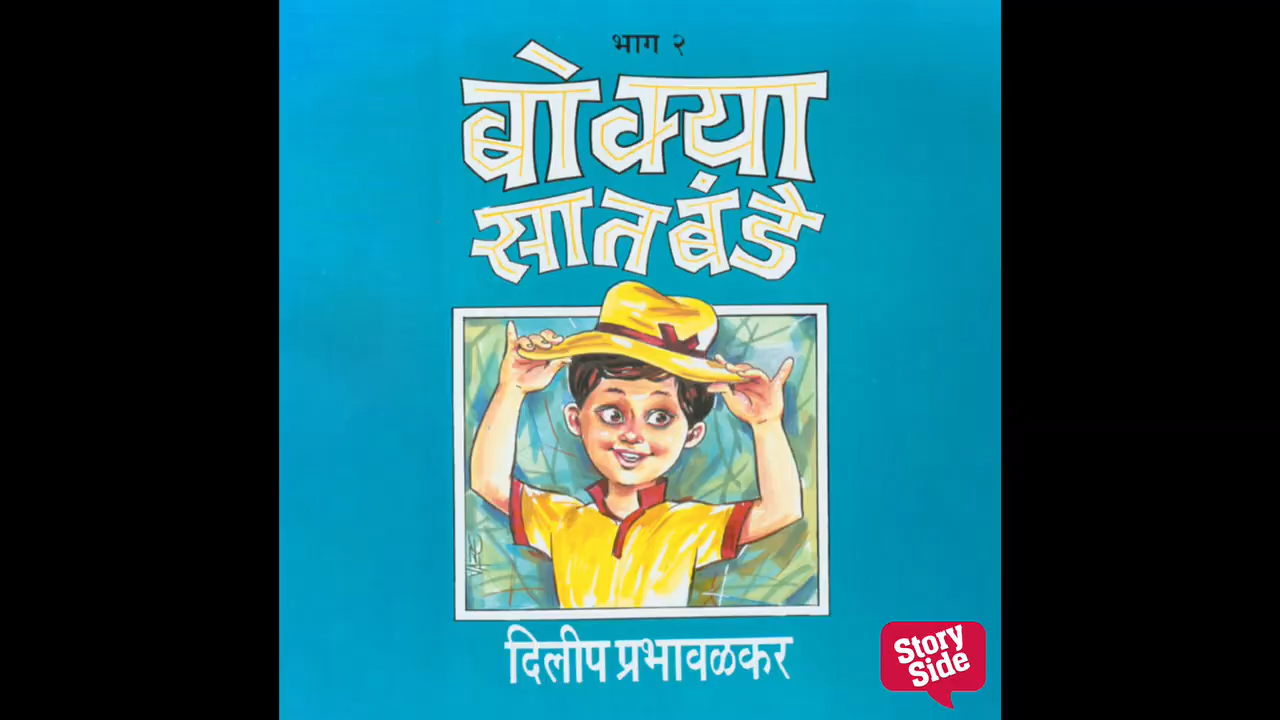 भाग २
बोक्या
सातबंडे
दिलीप प्रभावळकर
Story
Side